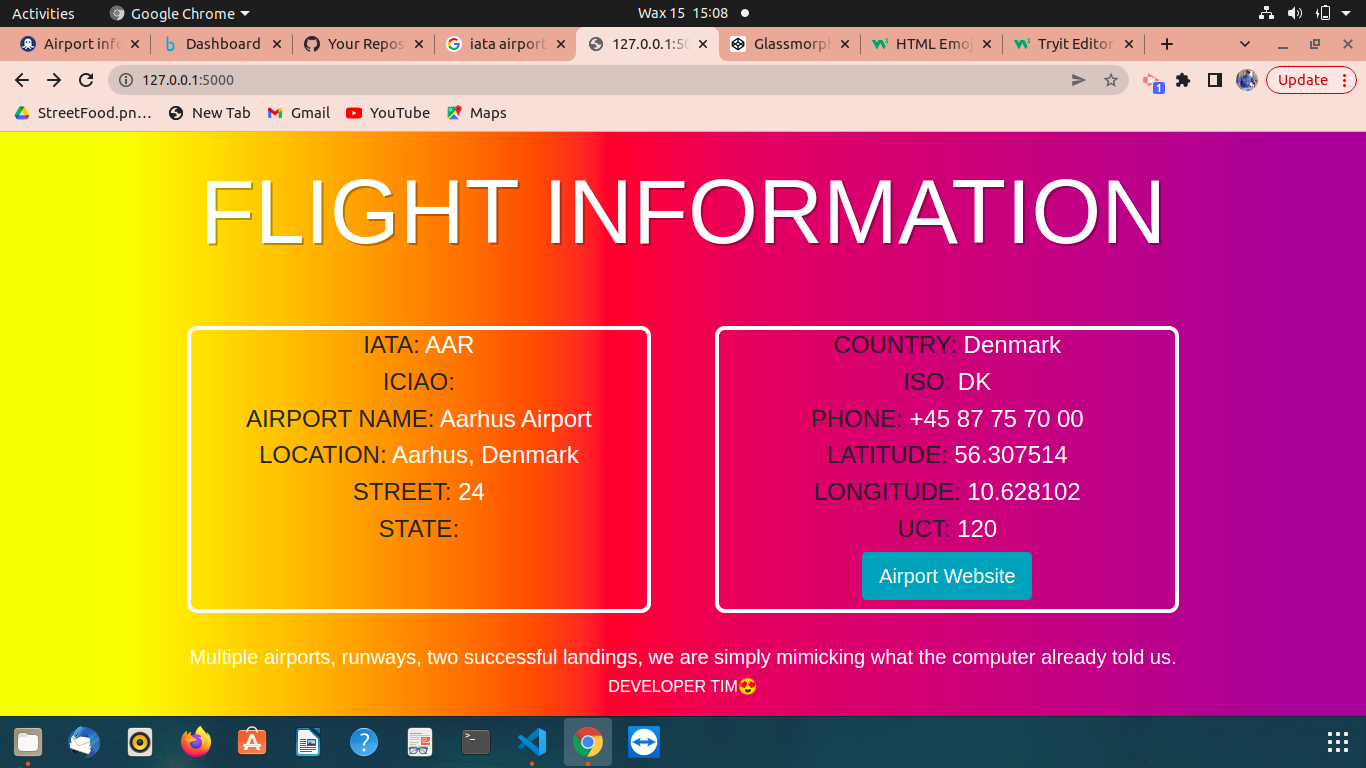 Activities
Google Chrome
Wax 15 15:08
Airport info
Dashboard
Your Repos
iata airport
127.0.0.1:50
Glassmorph
HTML Emoj
Tryit Editor
127.0.0.1:5000
1
Update
StreetFood.pn…
New Tab
Gmail
YouTube
Maps
FLIGHT INFORMATION
IATA: AAR
ICIAO:
AIRPORT NAME: Aarhus Airport
LOCATION: Aarhus, Denmark
STREET: 24
STATE:
COUNTRY: Denmark
ISO: DK
PHONE: +45 87 75 70 00
LATITUDE: 56.307514
LONGITUDE: 10.628102
UCT: 120
Airport Website
Multiple airports, runways, two successful landings, we are simply mimicking what the computer already told us.
DEVELOPER TIM😍